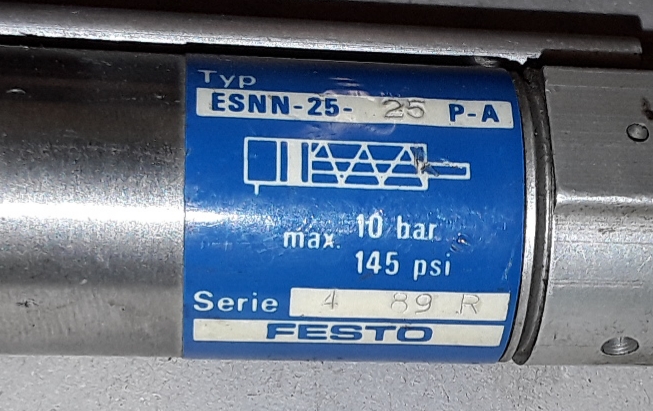 Typ
ESNN-25- 25 P-A
max. 10 bar
145 psi
Serie 4 89 R
FESTO